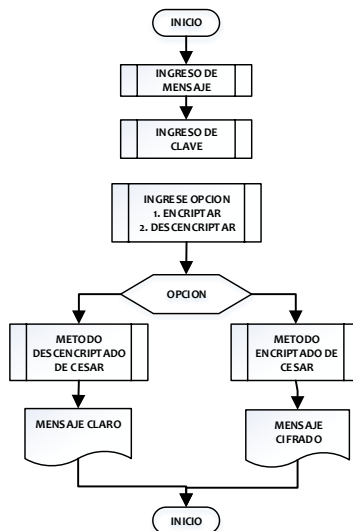 INICIO
INGRESO DE
MENSAJE
INGRESO DE
CLAVE
INGRESE OPCION
1. ENCRIPTAR
2. DESCENCRIPTAR
OPCION
METODO
DESCENCRIPTADO
DE CESAR
METODO
ENCRIPTADO DE
CESAR
MENSAJE CLARO
MENSAJE
CIFRADO
INICIO